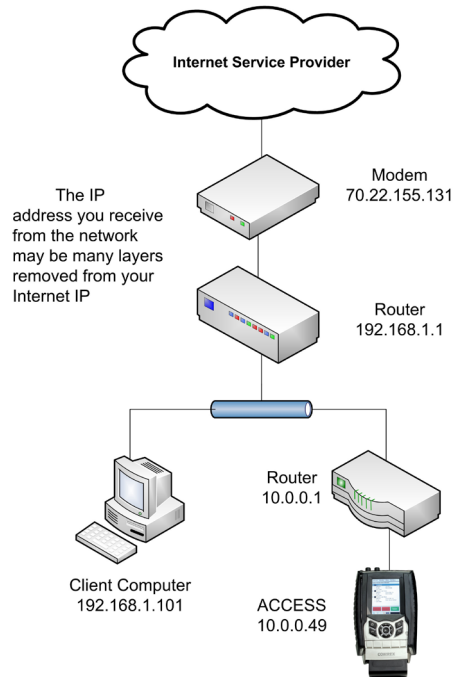 Internet Service Provider
Modem
70.22.155.131
The IP
address you receive
from the network
may be many layers
removed from your
Internet IP
Router
192.168.1.1
Router
10.0.0.1
Client Computer
192.168.1.101
ACCESS
10.0.0.49